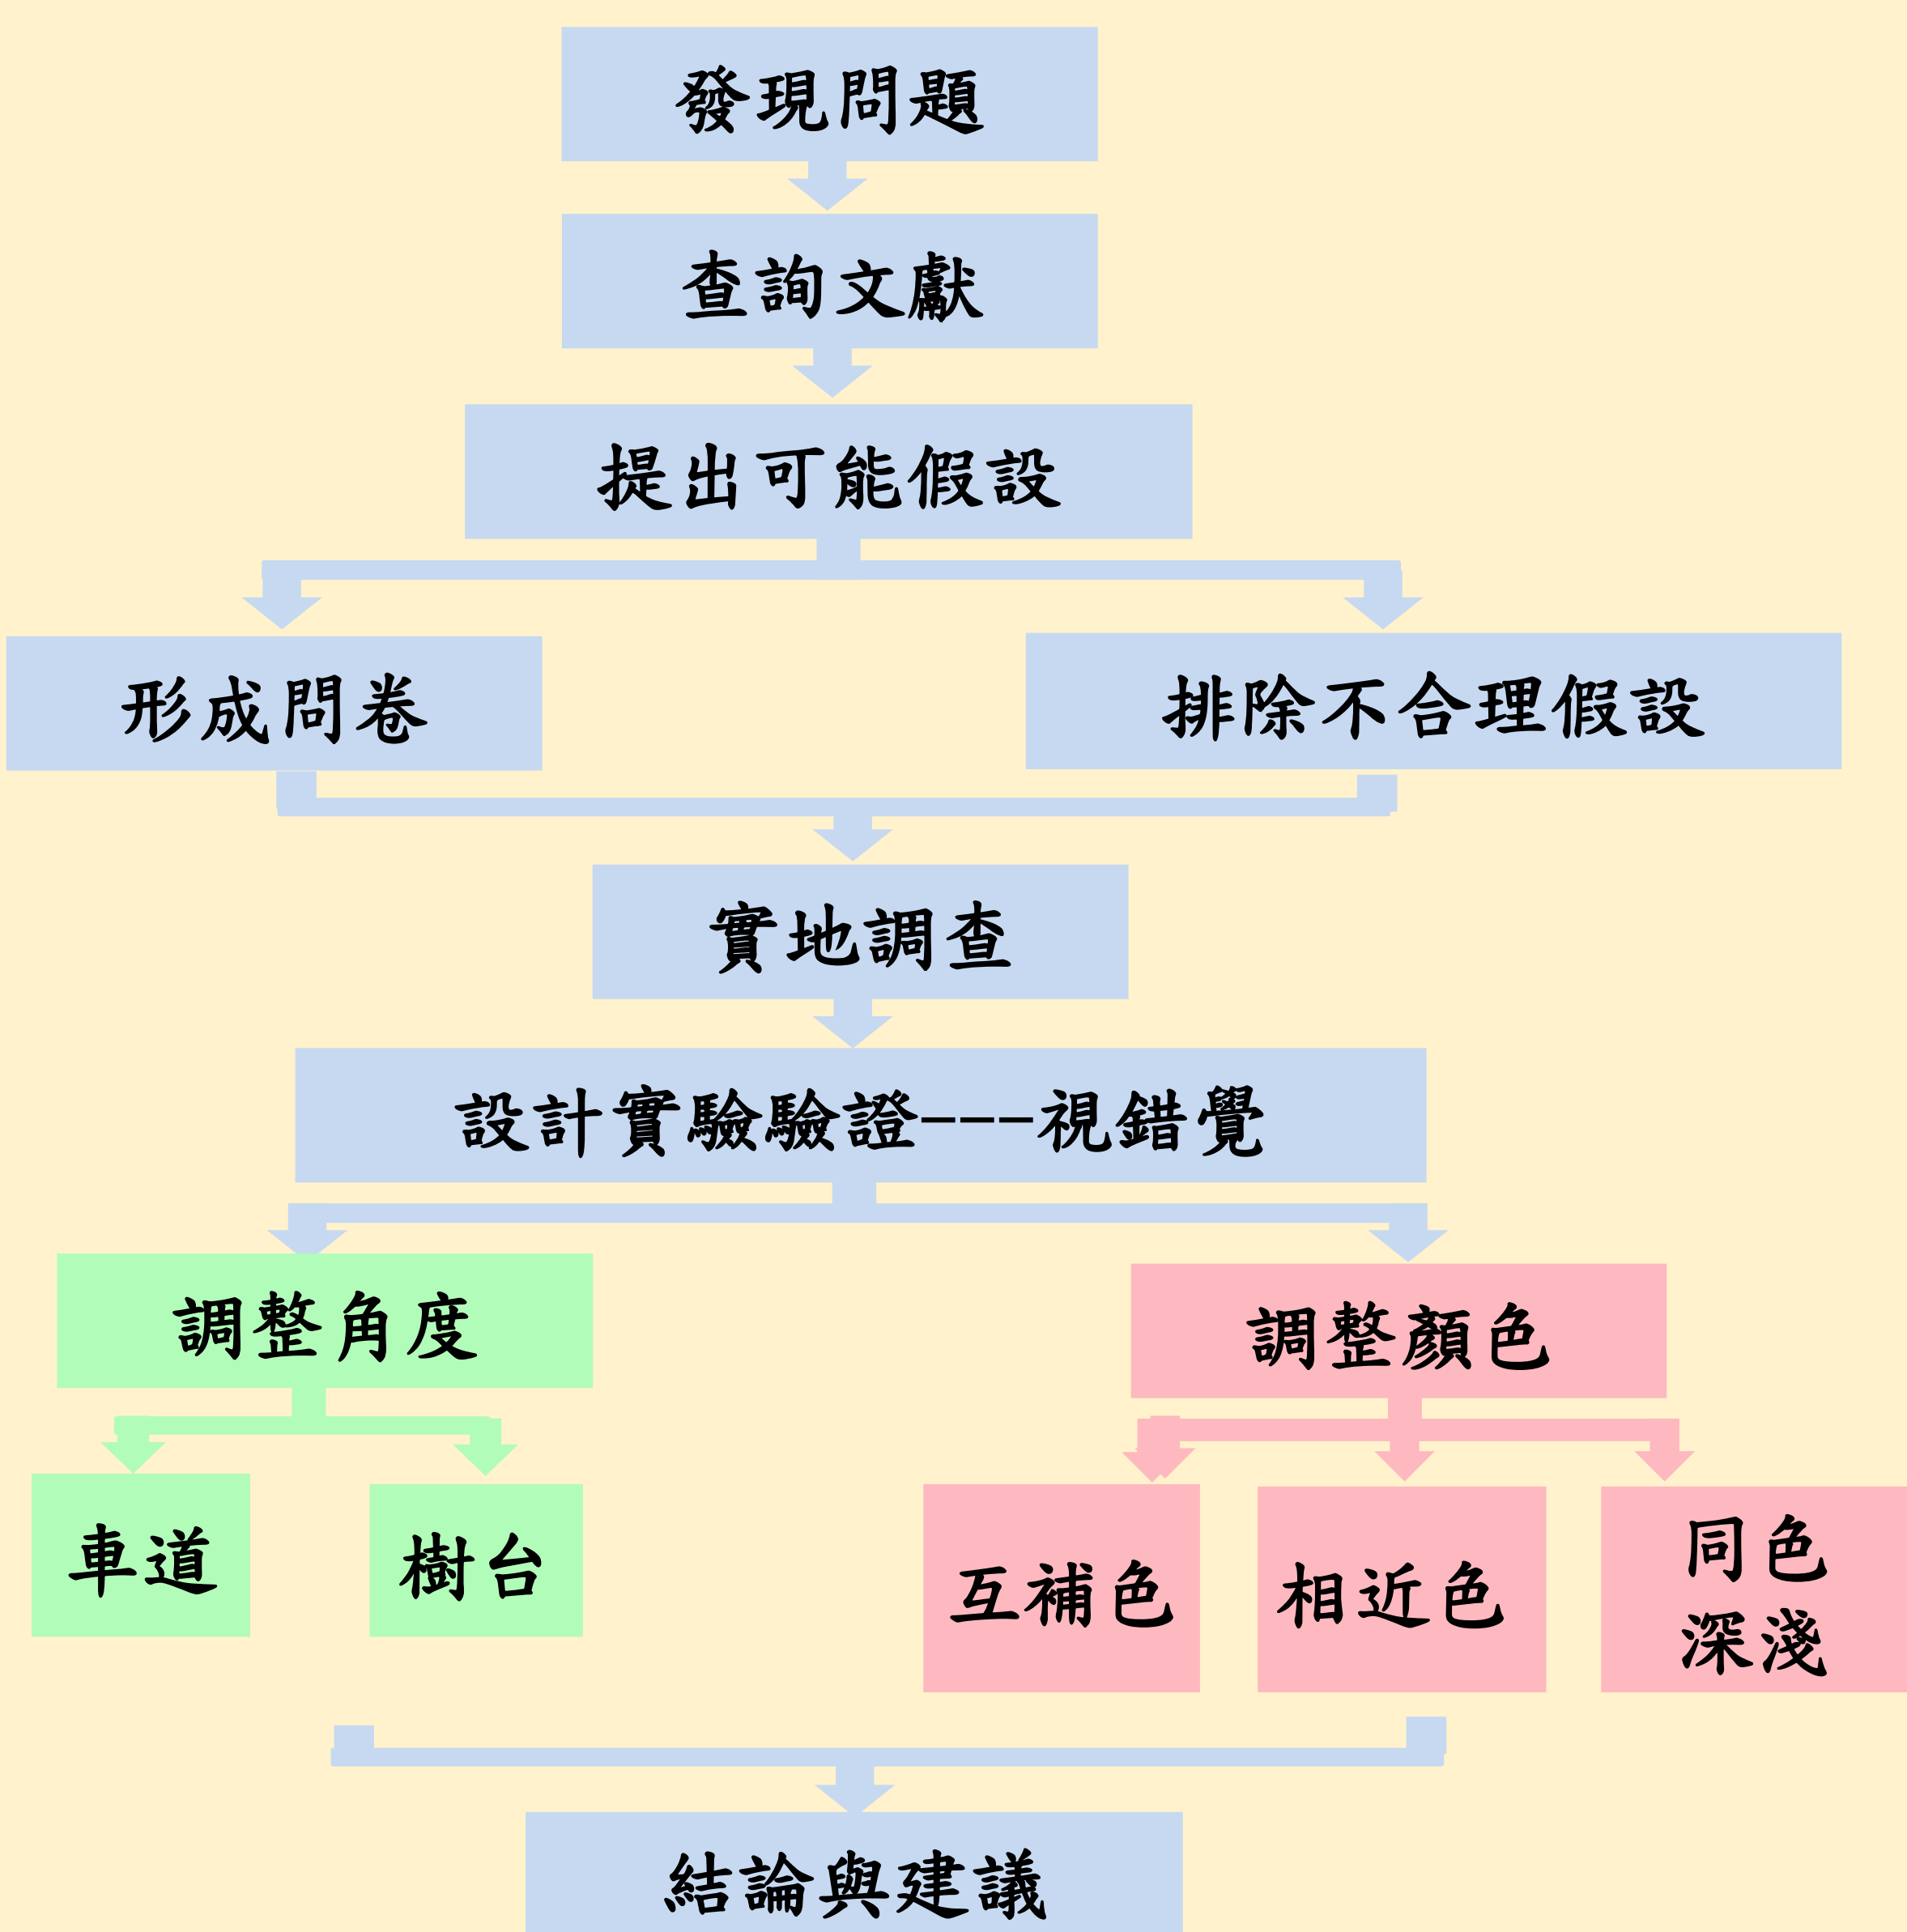 發現問題
查詢文獻
提出可能假設
形成問卷
排除不合理假設
實地調查
設計實驗驗證———視錯覺
調整角度
調整顏色
車道
樹台
互補色
相近色
同色
深淺
結論與建議